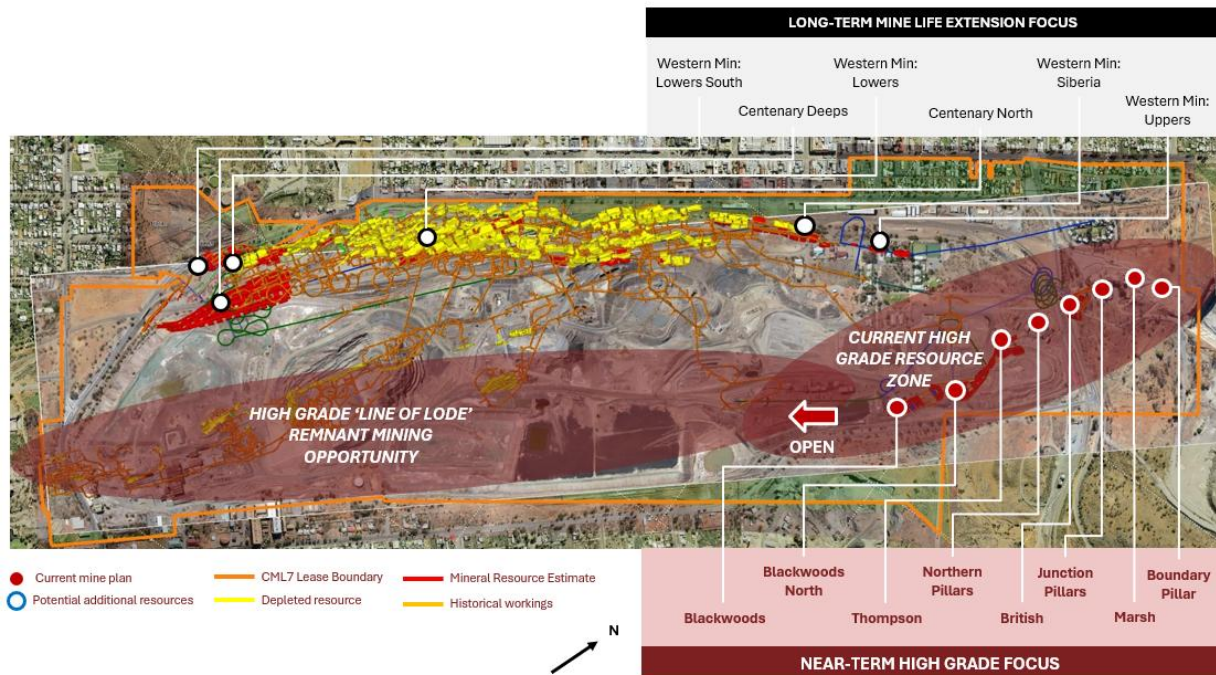 LONG-TERM MINE LIFE EXTENSION FOCUS
Western Min:
Lowers South
Western Min:
Lowers
Western Min:
Siberia
Centenary Deeps
Centenary North
Western Min:
Uppers
CURRENT HIGH
GRADE RESOURCE
ZONE
HIGH GRADE ‘LINE OF LODE’
REMNANT MINING
OPPORTUNITY
OPEN
Current mine plan
CML7 Lease Boundary
Mineral Resource Estimate
Potential additional resources
Depleted resource
Historical workings
N
Blackwoods
Blackwoods
North
Thompson
Northern
Pillars
British
Junction
Pillars
Marsh
Boundary
Pillar
NEAR-TERM HIGH GRADE FOCUS